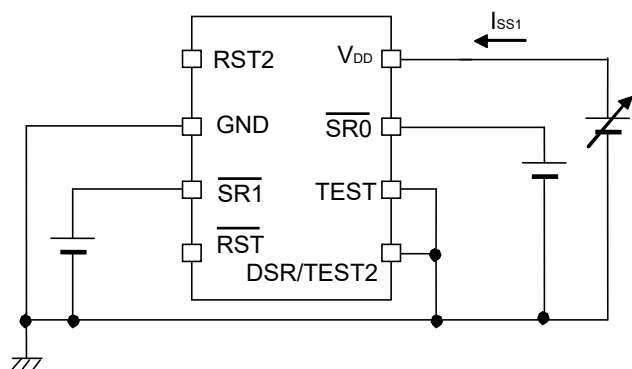 ISS1
RST2
VDD
GND
SR0
SR1
TEST
RST
DSR/TEST2